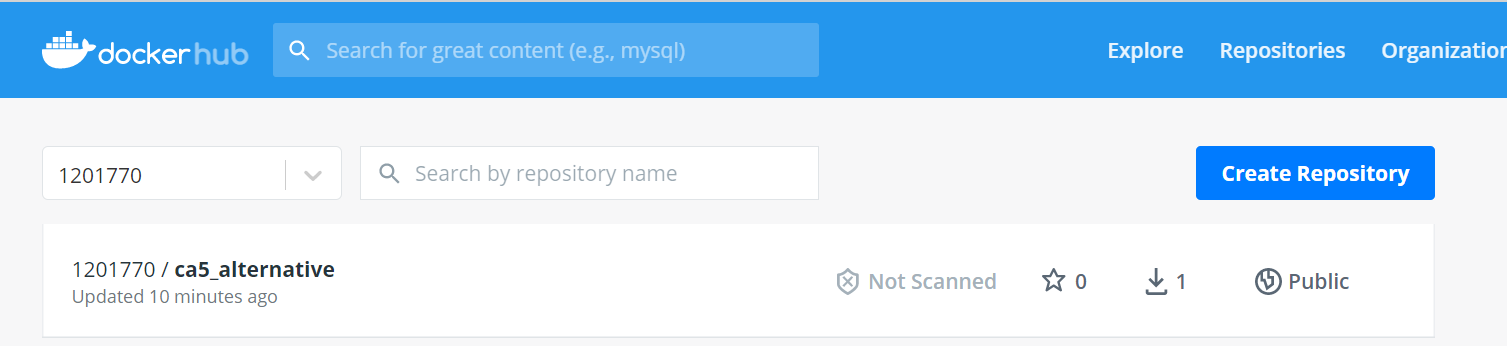 dockerhub Search for great content (e.g., mysql) Explore Repositories Organization
1201770 Search by repository name Create Repository
1201770 / ca5_alternative
Not Scanned 0 1 Public
Updated 10 minutes ago